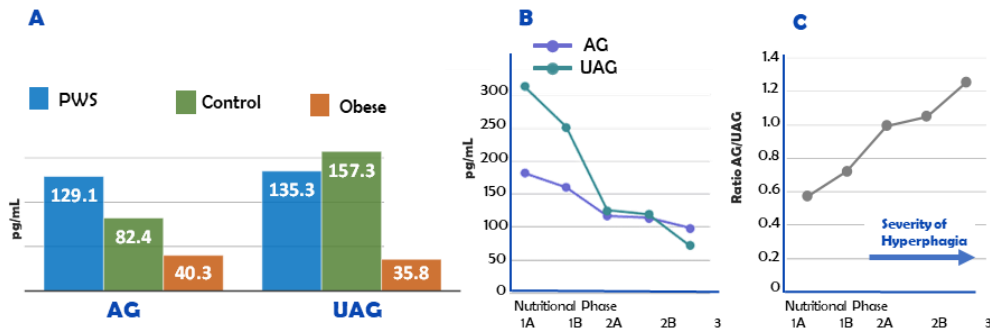 A
PWS
Control
Obese
pg/mL
129.1
82.4
40.3
135.3
157.3
35.8
AG
UAG
B
AG
UAG
pg/mL
300
250
200
150
100
50
0
Nutritional Phase
1A 1B 2A 2B 3
C
Ratio AG/UAG
1.4
1.2
1.0
0.8
0.6
0.4
0.2
0
Severity of
Hyperphagia
Nutritional Phase
1A 1B 2A 2B 3